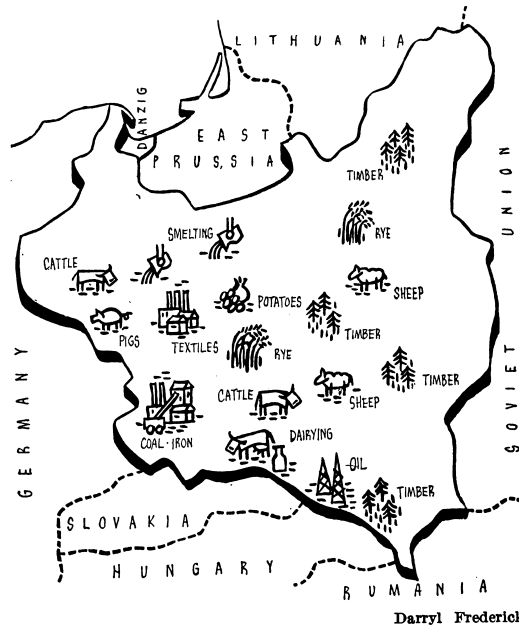 LITHUANIA
DANZIG
EAST
PRUSSIA
TIMBER
UNION
SMELTING
RYE
CATTLE
SHEEP
POTATOES
PIGS
TEXTILES
RYE
TIMBER
GERMANY
SOVIET
TIMBER
CATTLE
SHEEP
COAL-IRON
DAIRYING
OIL
TIMBER
SLOVAKIA
HUNGARY
RUMANIA
Darryl Frederick